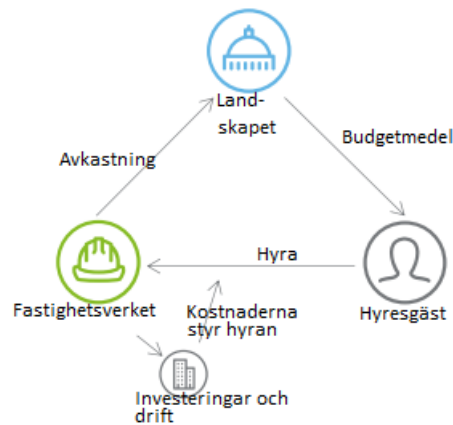 Land-
skapet
Budgetmedel
Avkastning
Hyra
Fastighetsverket
Kostnaderna
styr hyran
Hyresgäst
Investeringar och
drift